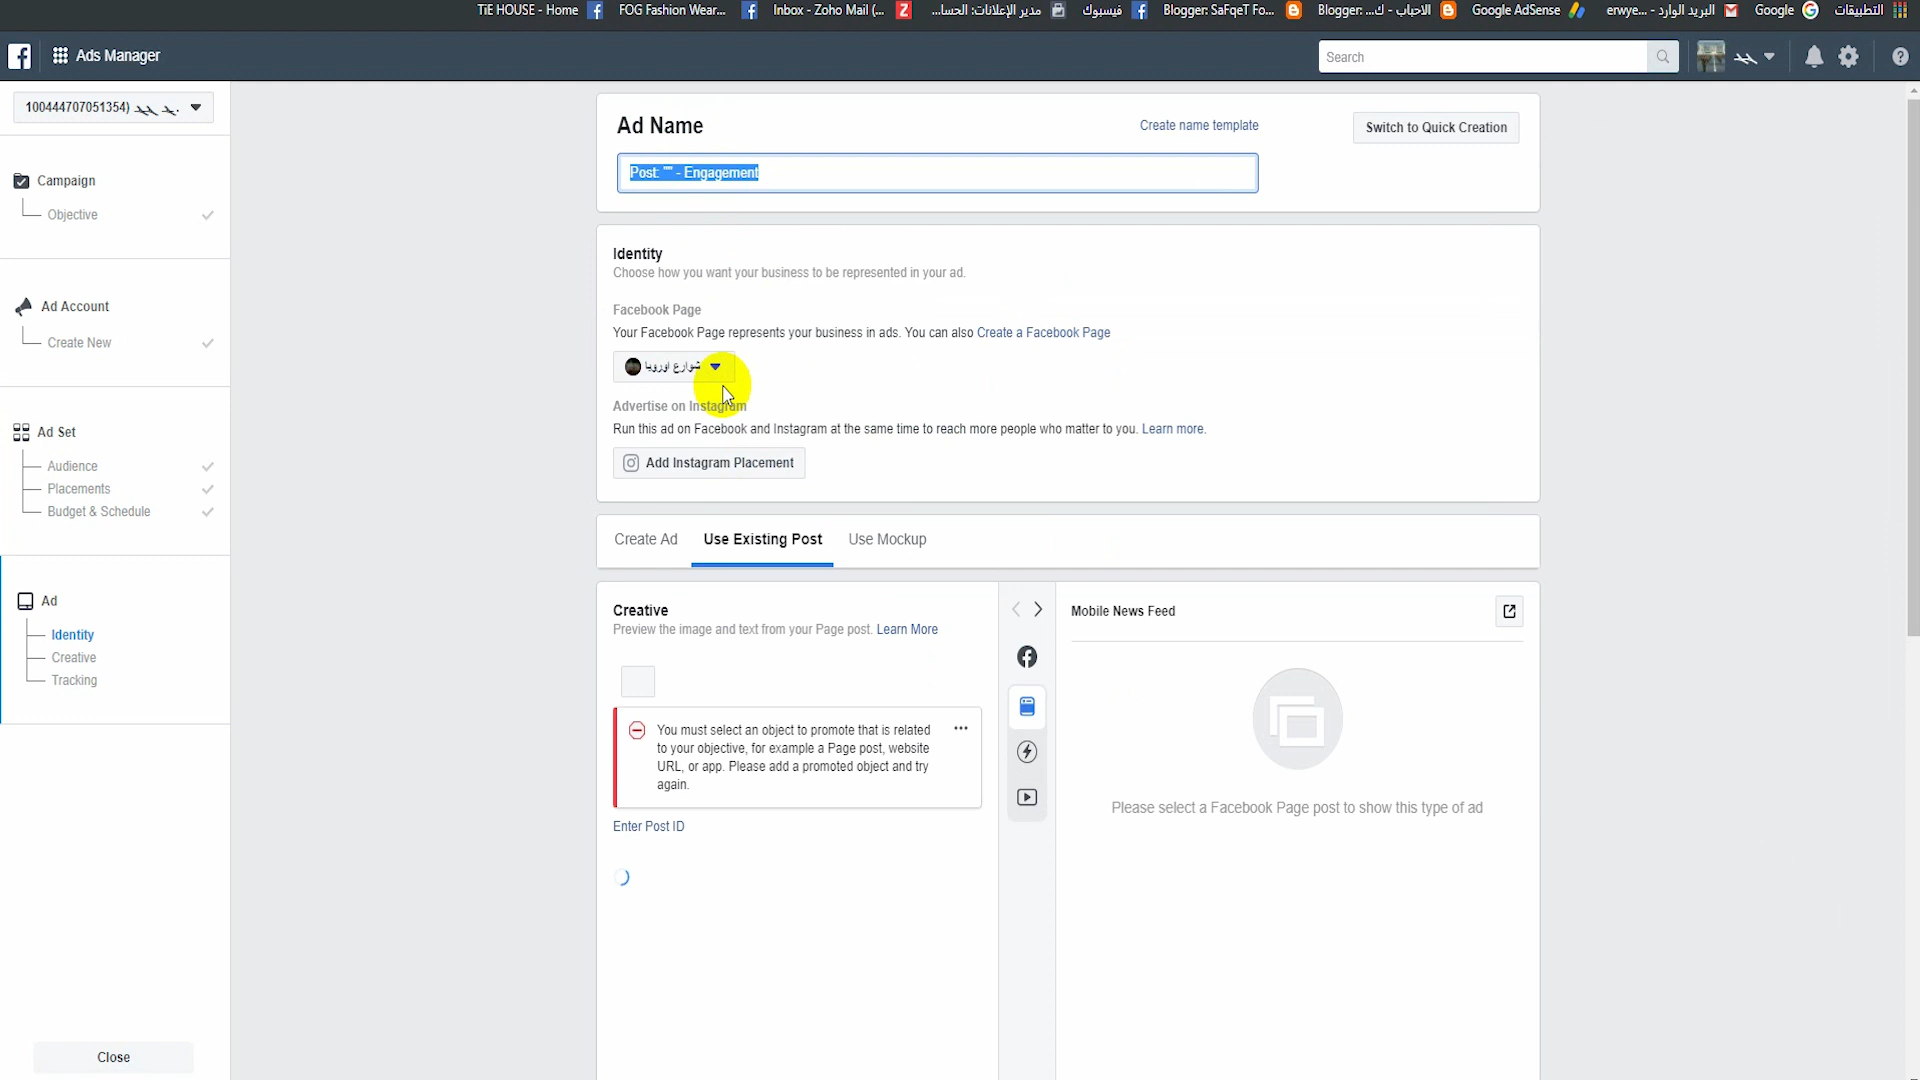 TiE HOUSE - Home
FOG Fashion Wear...
Inbox - Zoho Mail (...
مدير الإعلانات: الحسا...
فيسبوك
Blogger: SaFqeT Fo...
Blogger: ...الاحباب - ك
Google AdSense
البريد الوارد - ...erwye
Google
التطبيقات
Ads Manager
Search
100444707051354)
Ad Name
Create name template
Switch to Quick Creation
Post: "" - Engagement
Campaign
Objective
Ad Account
Create New
Ad Set
Audience
Placements
Budget & Schedule
Ad
Identity
Creative
Tracking
Close
Identity
Choose how you want your business to be represented in your ad.
Facebook Page
Your Facebook Page represents your business in ads. You can also Create a Facebook Page
شوارع اوروبا
Advertise on Instagram
Run this ad on Facebook and Instagram at the same time to reach more people who matter to you. Learn more.
Add Instagram Placement
Create Ad
Use Existing Post
Use Mockup
Creative
Preview the image and text from your Page post. Learn More
You must select an object to promote that is related
to your objective, for example a Page post, website
URL, or app. Please add a promoted object and try
again.
Enter Post ID
Mobile News Feed
Please select a Facebook Page post to show this type of ad